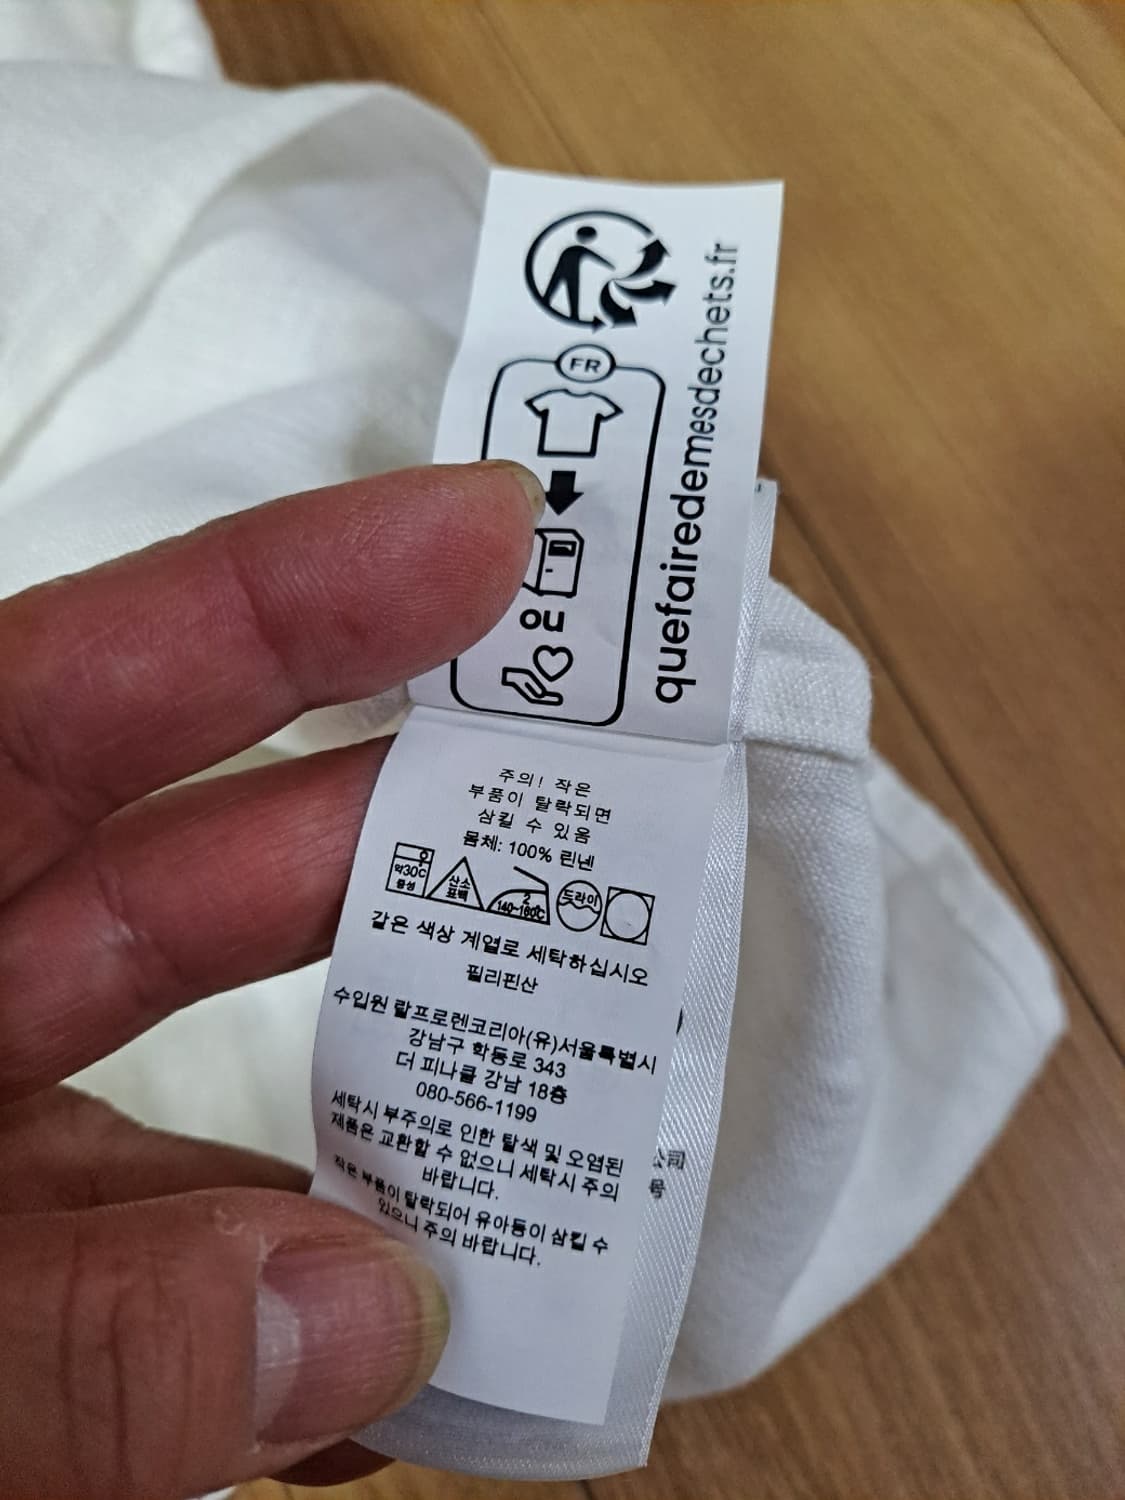 FR
ou
quefairedemesdechets.fr
주의! 작은
부품이 탈락되면
삼킬 수 있음
몸체: 100% 린넨
약30℃
중성
산소
표백
2
140~160℃
드라이
같은 색상 계열로 세탁하십시오
필리핀산
수입원 랄프로렌코리아(유)서울특별시
강남구 학동로 343
더 피나클 강남 18층
080-566-1199
세탁시 부주의로 인한 탈색 및 오염된
제품은 교환할 수 없으니 세탁시 주의
바랍니다.
작은 부품이 탈락되어 유아등이 삼킬 수
있으니 주의 바랍니다.
公司
号